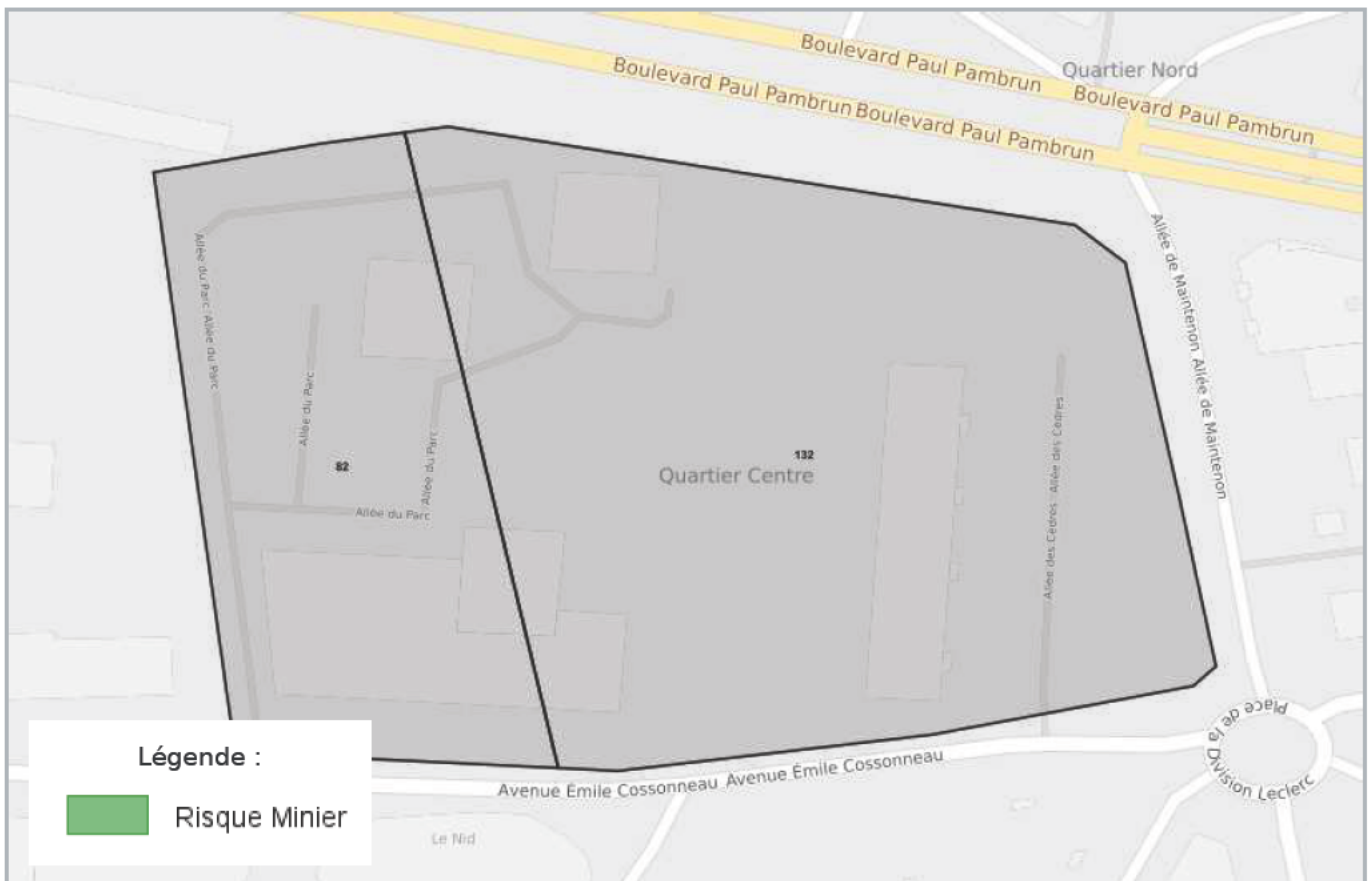 Boulevard Paul Pambrun
Quartier Nord
Boulevard Paul Pambrun
Boulevard Paul Pambrun
Boulevard Paul Pambrun
Allée de Maintenon Allée de Maintenon
Allée du Parc Allée du Parc
Allée du Parc
Allée du Parc
Allée du Parc
82
132
Quartier Centre
Allée des Cèdres Allée des Cèdres
Place de la
Division Leclerc
Avenue Émile Cossonneau Avenue Émile Cossonneau
Le Nid
Légende :
Risque Minier